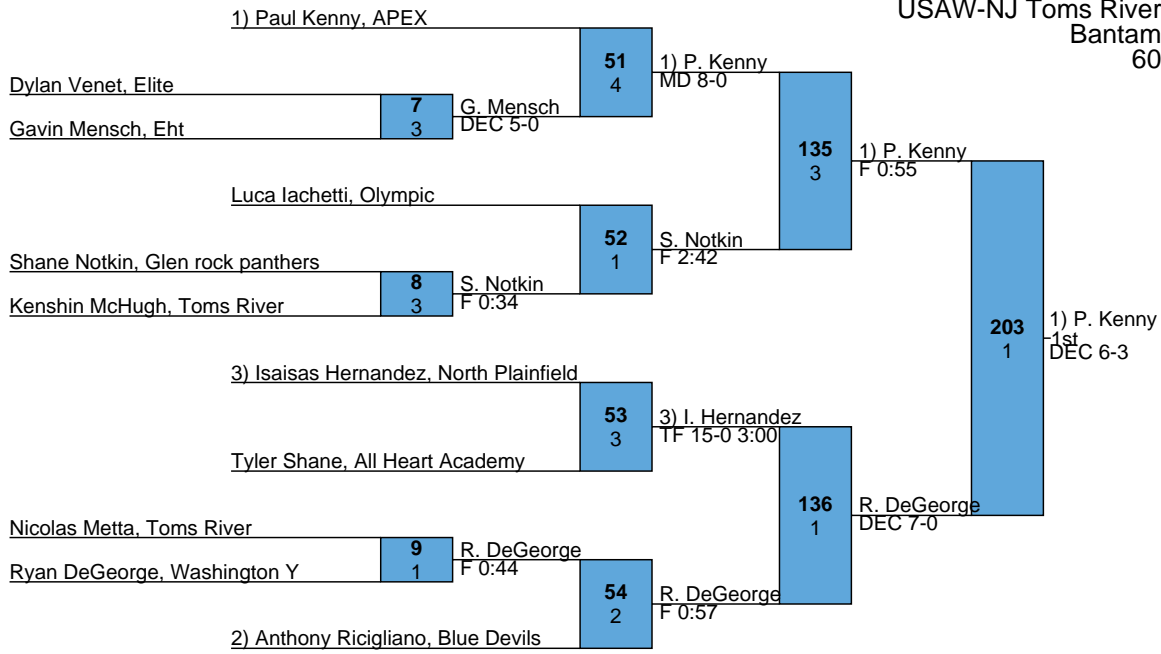 USAW-NJ Toms River
Bantam
60
1) Paul Kenny, APEX
51
4
1) P. Kenny
MD 8-0
Dylan Venet, Elite
7
3
G. Mensch
DEC 5-0
Gavin Mensch, Eht
135
3
1) P. Kenny
F 0:55
Luca Iachetti, Olympic
52
1
S. Notkin
F 2:42
Shane Notkin, Glen rock panthers
8
3
S. Notkin
F 0:34
Kenshin McHugh, Toms River
203
1
1) P. Kenny
1st
DEC 6-3
3) Isaisas Hernandez, North Plainfield
53
3
3) I. Hernandez
TF 15-0 3:00
Tyler Shane, All Heart Academy
136
1
R. DeGeorge
DEC 7-0
Nicolas Metta, Toms River
9
1
R. DeGeorge
F 0:44
Ryan DeGeorge, Washington Y
54
2
R. DeGeorge
F 0:57
2) Anthony Ricigliano, Blue Devils